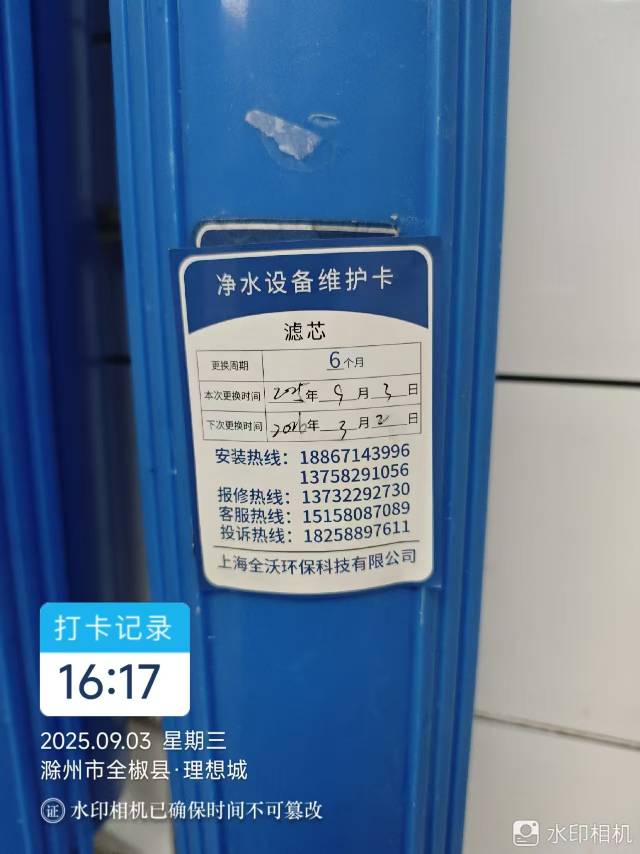 净水设备维护卡
滤芯
更换周期 6个月
本次更换时间 2025年 9月 3日
下次更换时间 2026年 3月 2日
安装热线：18867143996
13758291056
报修热线：13732292730
客服热线：15158087089
投诉热线：18258897611
上海全沃环保科技有限公司
打卡记录
16:17
2025.09.03 星期三
滁州市全椒县·理想城
证 水印相机已确保时间不可篡改
水印相机